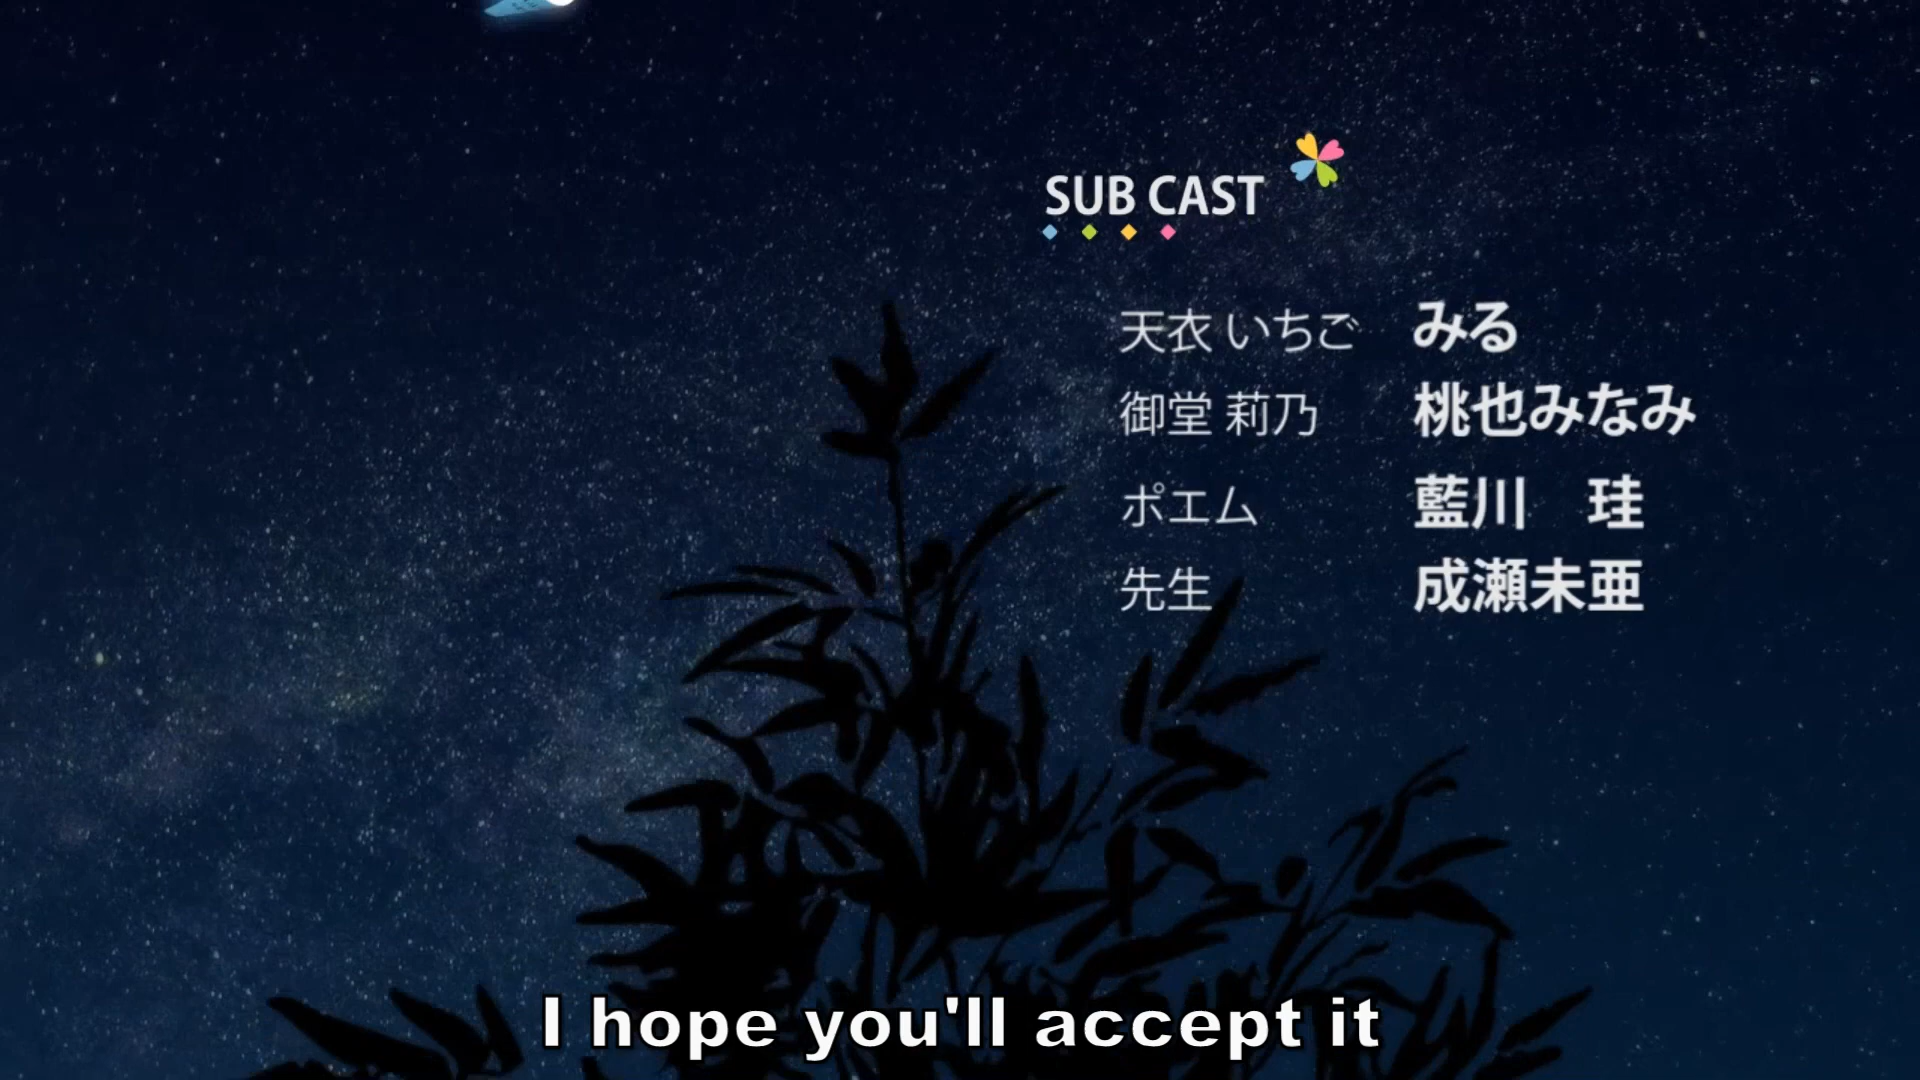 SUB CAST
天衣 いちご みる
御堂 莉乃 桃也みなみ
ポエム 藍川 珪
先生 成瀬未亜
I hope you'll accept it